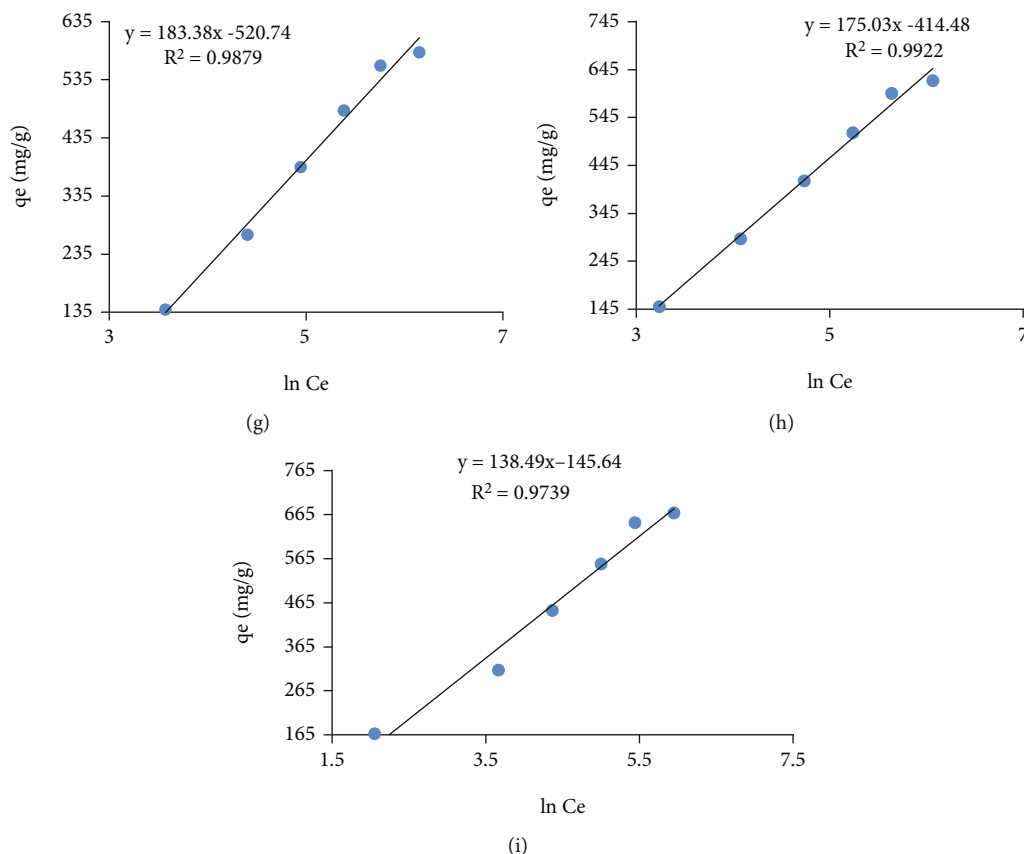 y = 183.38x -520.74
R² = 0.9879
qe (mg/g)
635
535
435
335
235
135
3
5
7
ln Ce
(g)
y = 175.03x -414.48
R² = 0.9922
qe (mg/g)
745
645
545
445
345
245
145
3
5
7
ln Ce
(h)
y = 138.49x–145.64
R² = 0.9739
qe (mg/g)
765
665
565
465
365
265
165
1.5
3.5
5.5
7.5
ln Ce
(i)